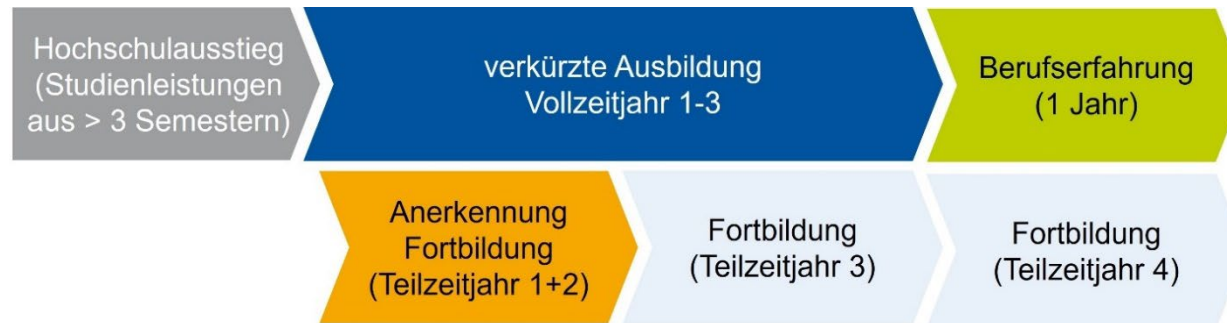 Hochschulausstieg
(Studienleistungen
aus > 3 Semestern)
verkürzte Ausbildung
Vollzeitjahr 1-3
Berufserfahrung
(1 Jahr)
Anerkennung
Fortbildung
(Teilzeitjahr 1+2)
Fortbildung
(Teilzeitjahr 3)
Fortbildung
(Teilzeitjahr 4)